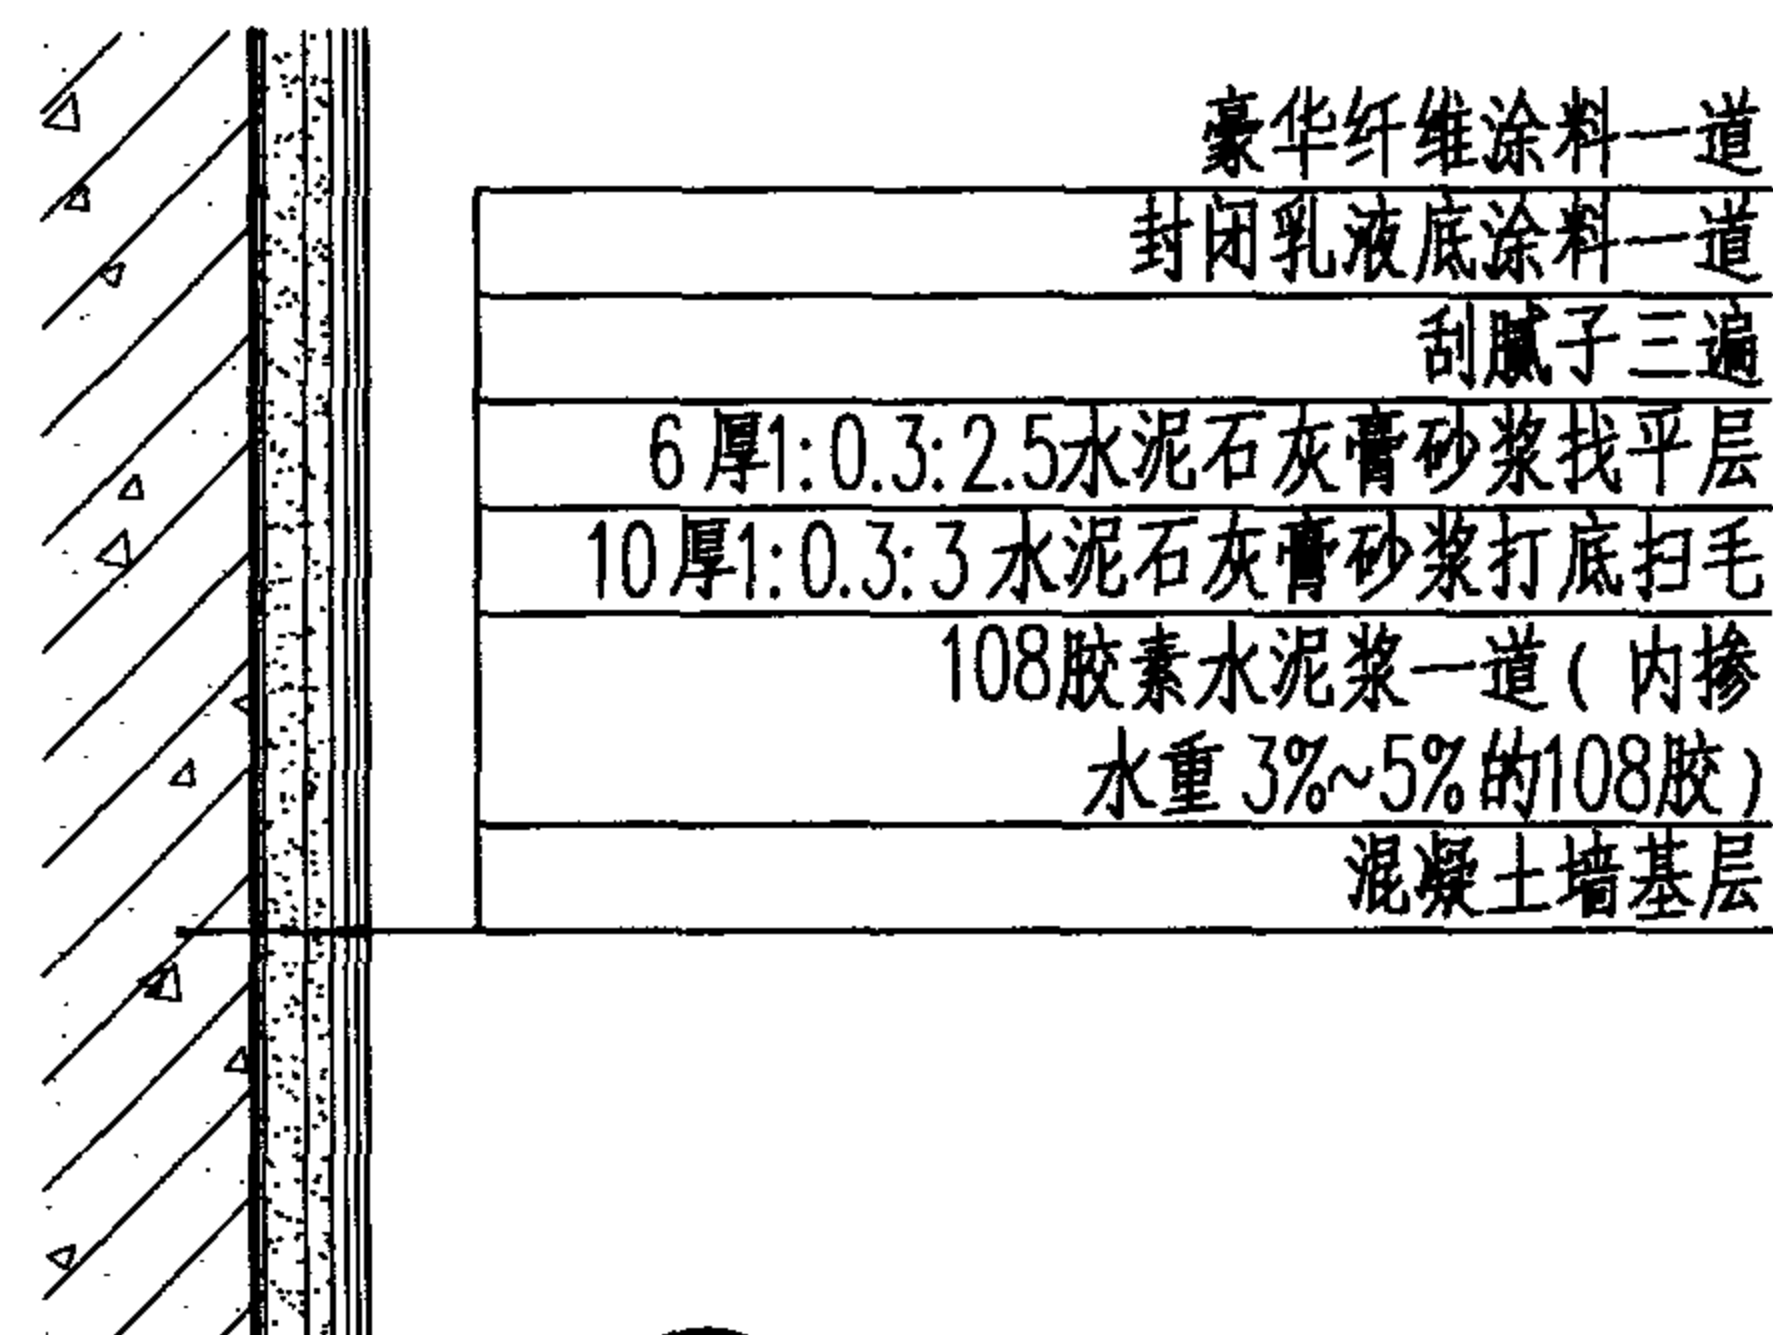 豪华纤维涂料一道
封闭乳液底涂料一道
刮腻子三遍
6厚1:0.3:2.5水泥石灰膏砂浆找平层
10厚1:0.3:3水泥石灰膏砂浆打底扫毛
108胶素水泥浆一道(内掺
水重3%~5%的108胶)
混凝土墙基层